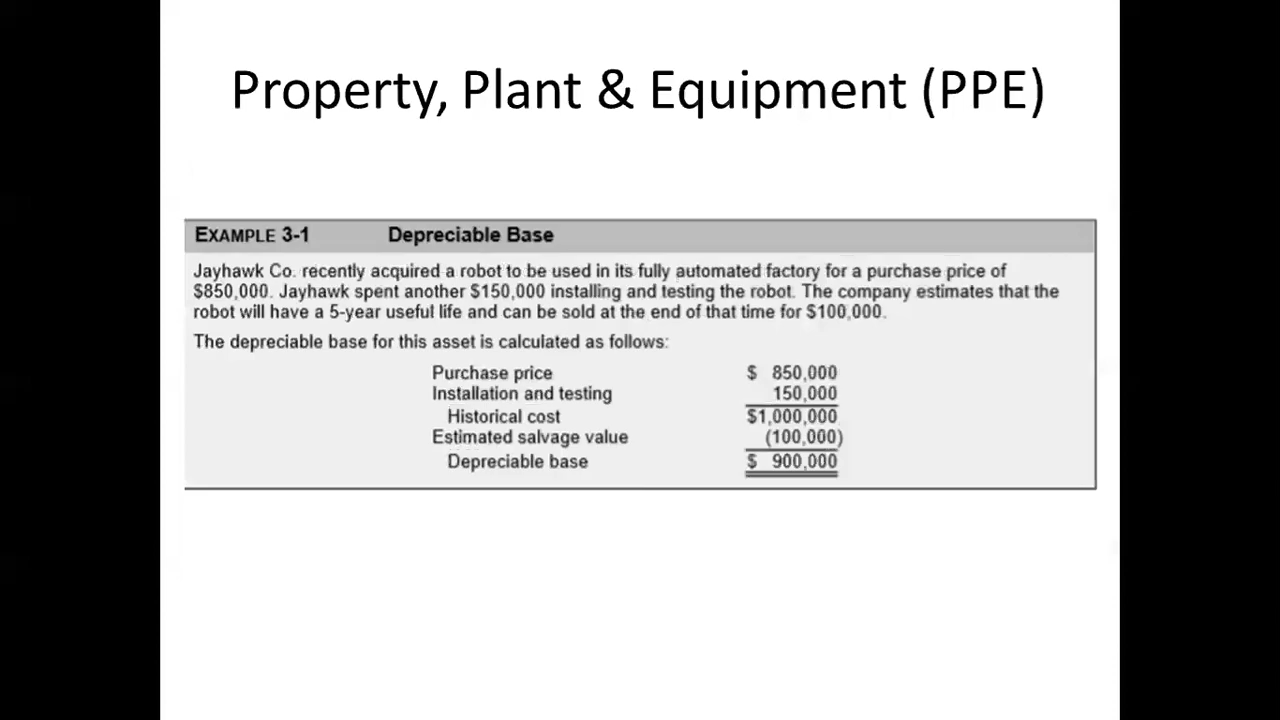 Property, Plant & Equipment (PPE)
EXAMPLE 3-1 Depreciable Base
Jayhawk Co. recently acquired a robot to be used in its fully automated factory for a purchase price of
$850,000. Jayhawk spent another $150,000 installing and testing the robot. The company estimates that the
robot will have a 5-year useful life and can be sold at the end of that time for $100,000.
The depreciable base for this asset is calculated as follows:
Purchase price $ 850,000
Installation and testing 150,000
Historical cost $1,000,000
Estimated salvage value (100,000)
Depreciable base $ 900,000